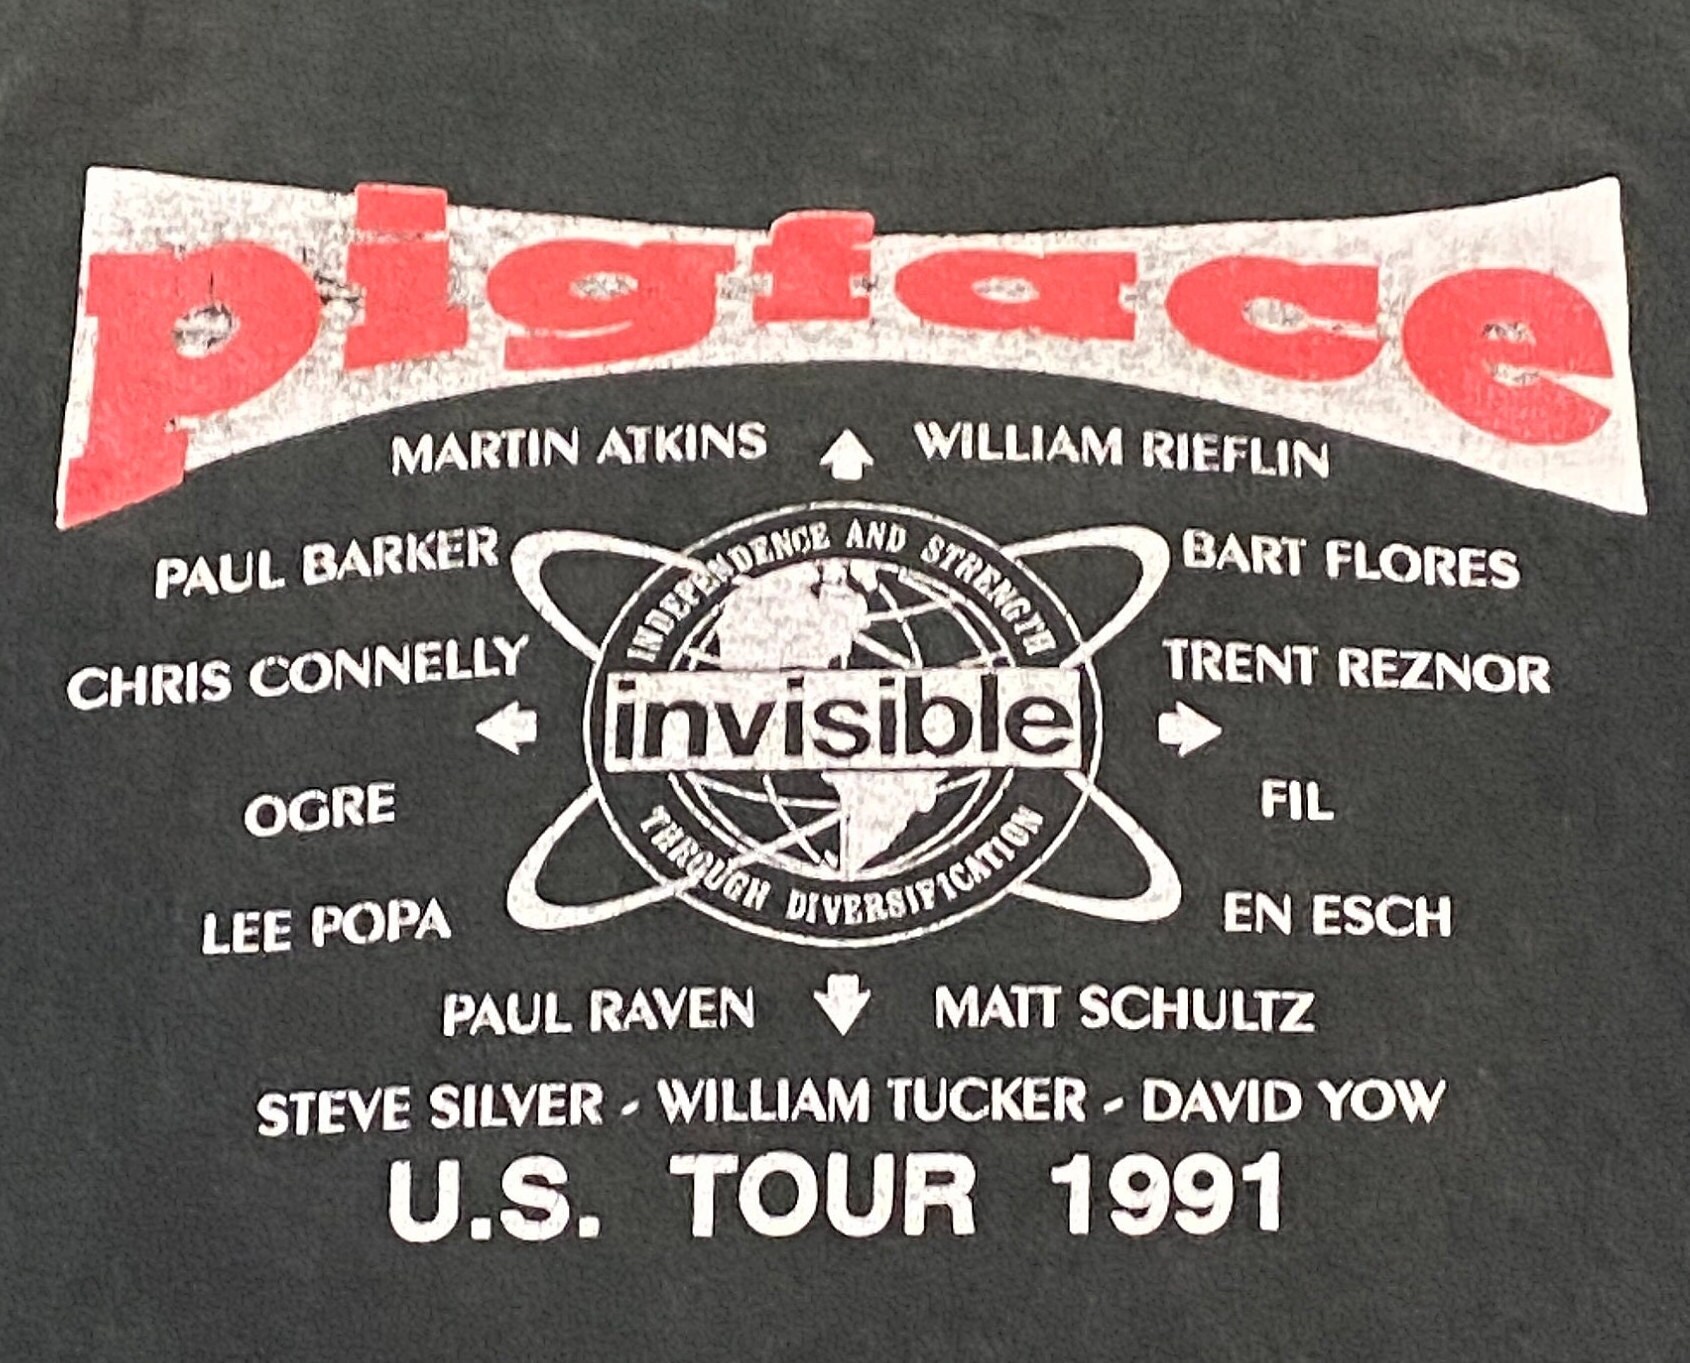 pigface
MARTIN ATKINS WILLIAM RIEFLIN
PAUL BARKER BART FLORES
CHRIS CONNELLY TRENT REZNOR
INDEPENDENCE AND STRENGTH
invisible
THROUGH DIVERSIFICATION
OGRE FIL
LEE POPA EN ESCH
PAUL RAVEN MATT SCHULTZ
STEVE SILVER - WILLIAM TUCKER - DAVID YOW
U.S. TOUR 1991